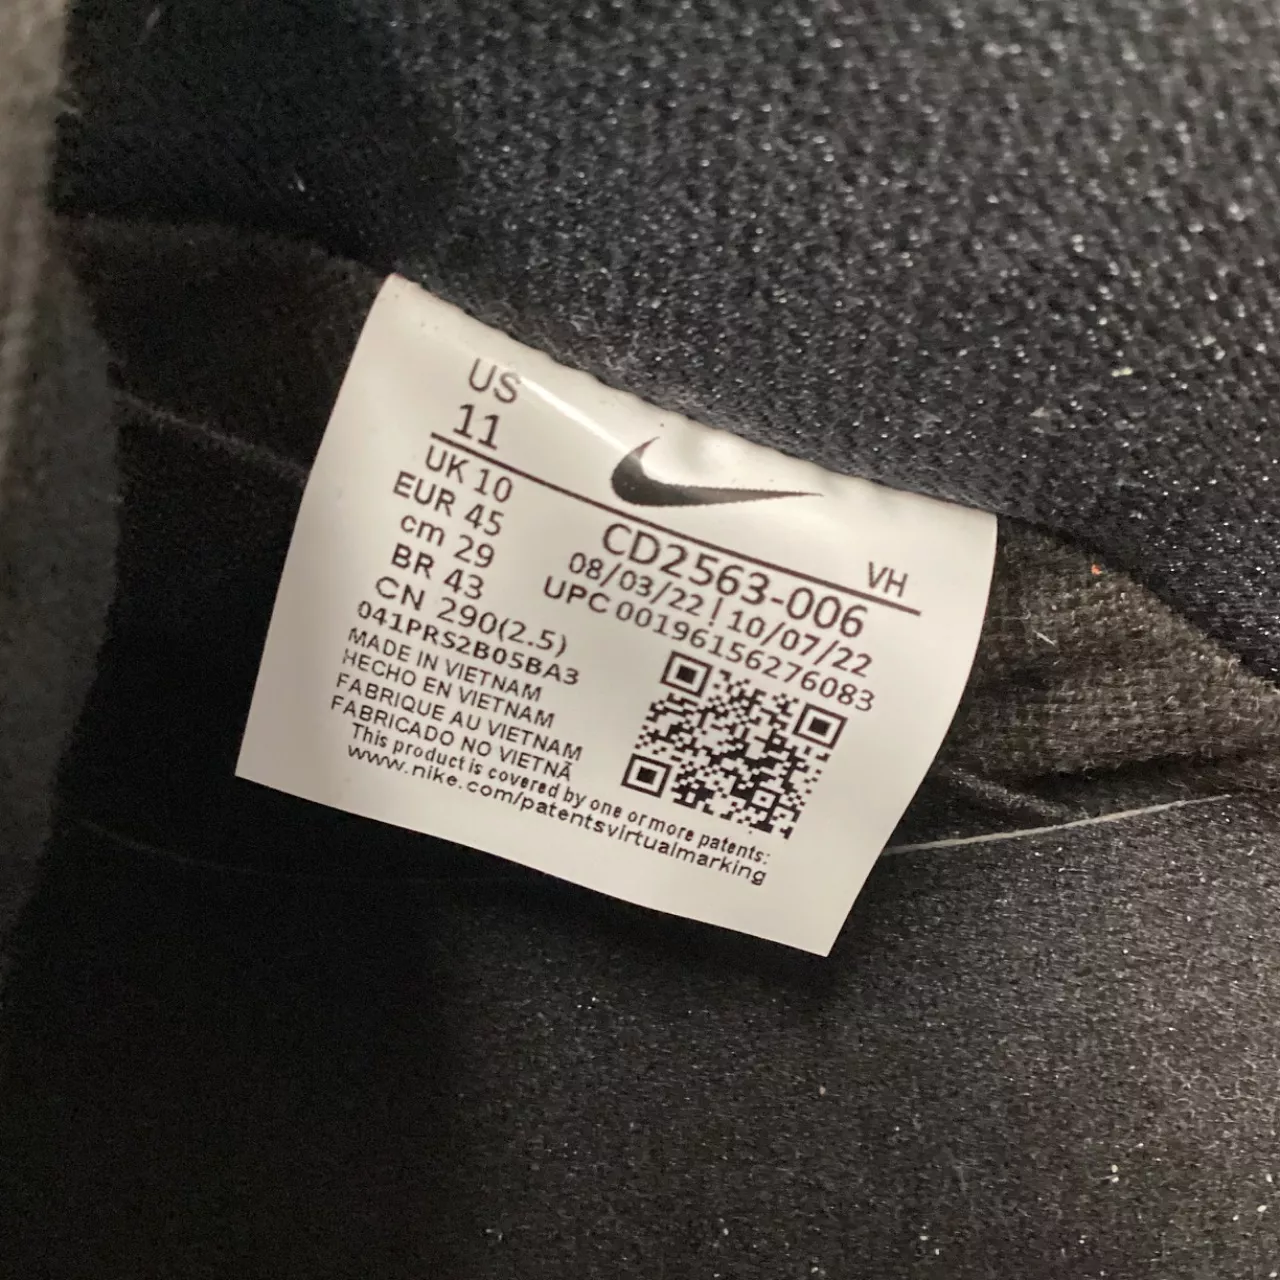 US
11
VH
UK 10
EUR 45
cm 29
BR 43
CN 290(2.5)
041PRS2B05BA3
CD2563-006
08/03/22 | 10/07/22
UPC 00196156276083
MADE IN VIETNAM
HECHO EN VIETNAM
FABRIQUE AU VIETNAM
FABRICADO NO VIETNÃ
This product is covered by one or more patents:
www.nike.com/patentsvirtualmarking